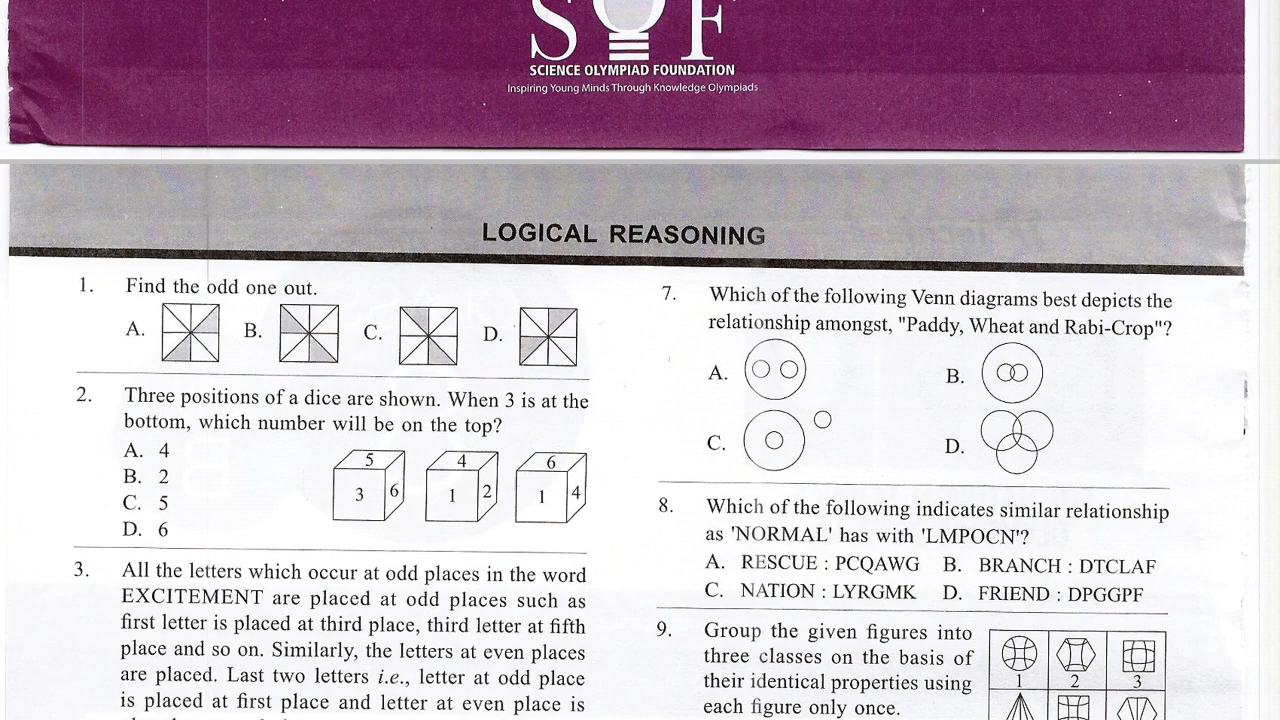 SOF
SCIENCE OLYMPIAD FOUNDATION
Inspiring Young Minds Through Knowledge Olympiads
LOGICAL REASONING
1. Find the odd one out.
A. B. C. D.
2. Three positions of a dice are shown. When 3 is at the
bottom, which number will be on the top?
A. 4
B. 2
C. 5
D. 6
5 3 6
4 1 2
6 1 4
3. All the letters which occur at odd places in the word
EXCITEMENT are placed at odd places such as
first letter is placed at third place, third letter at fifth
place and so on. Similarly, the letters at even places
are placed. Last two letters i.e., letter at odd place
is placed at first place and letter at even place is
7. Which of the following Venn diagrams best depicts the
relationship amongst, "Paddy, Wheat and Rabi-Crop"?
A. B.
C. D.
8. Which of the following indicates similar relationship
as 'NORMAL' has with 'LMPOCN'?
A. RESCUE : PCQAWG B. BRANCH : DTCLAF
C. NATION : LYRGMK D. FRIEND : DPGGPF
9. Group the given figures into
three classes on the basis of
their identical properties using
each figure only once.
1 2 3